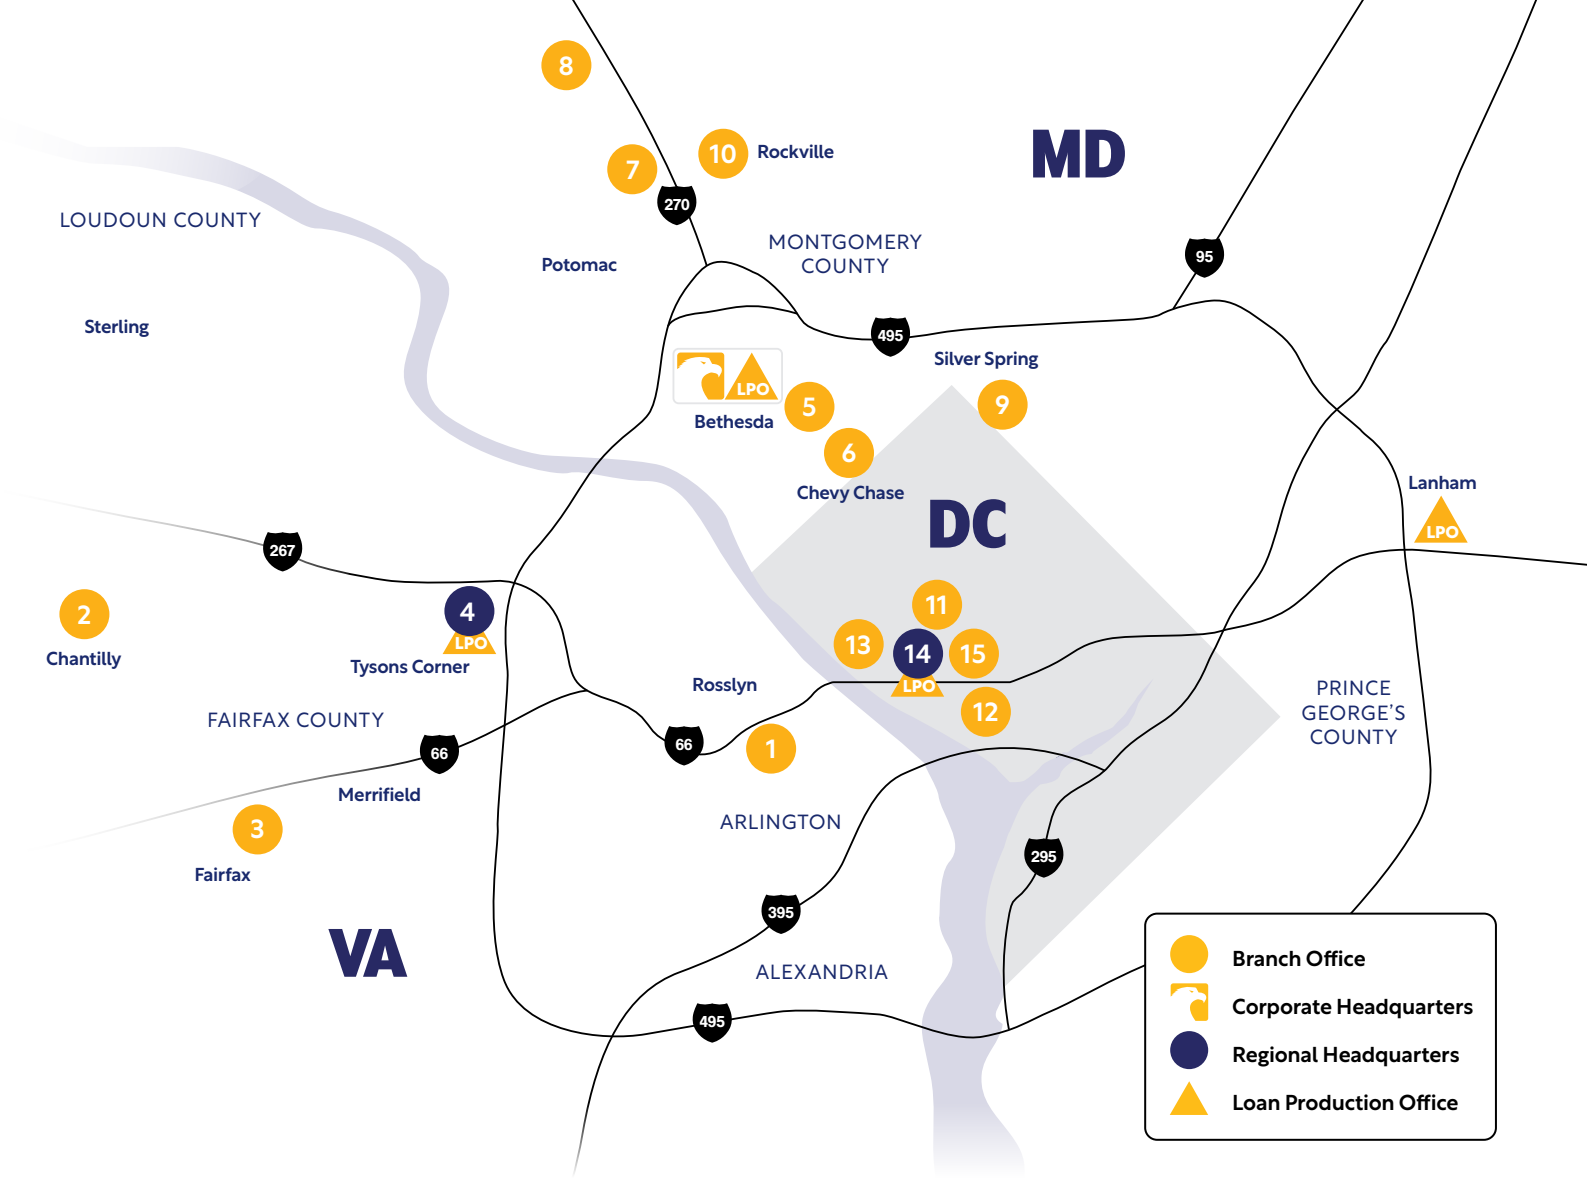 8
MD
7
10
Rockville
270
LOUDOUN COUNTY
MONTGOMERY
COUNTY
95
Potomac
Sterling
495
Silver Spring
LPO
Bethesda
5
9
6
Chevy Chase
Lanham
LPO
DC
267
2
Chantilly
4
LPO
Tysons Corner
11
13
14
15
LPO
12
Rosslyn
PRINCE
GEORGE'S
COUNTY
FAIRFAX COUNTY
66
66
1
Merrifield
3
Fairfax
ARLINGTON
295
395
VA
ALEXANDRIA
495
Branch Office
Corporate Headquarters
Regional Headquarters
Loan Production Office